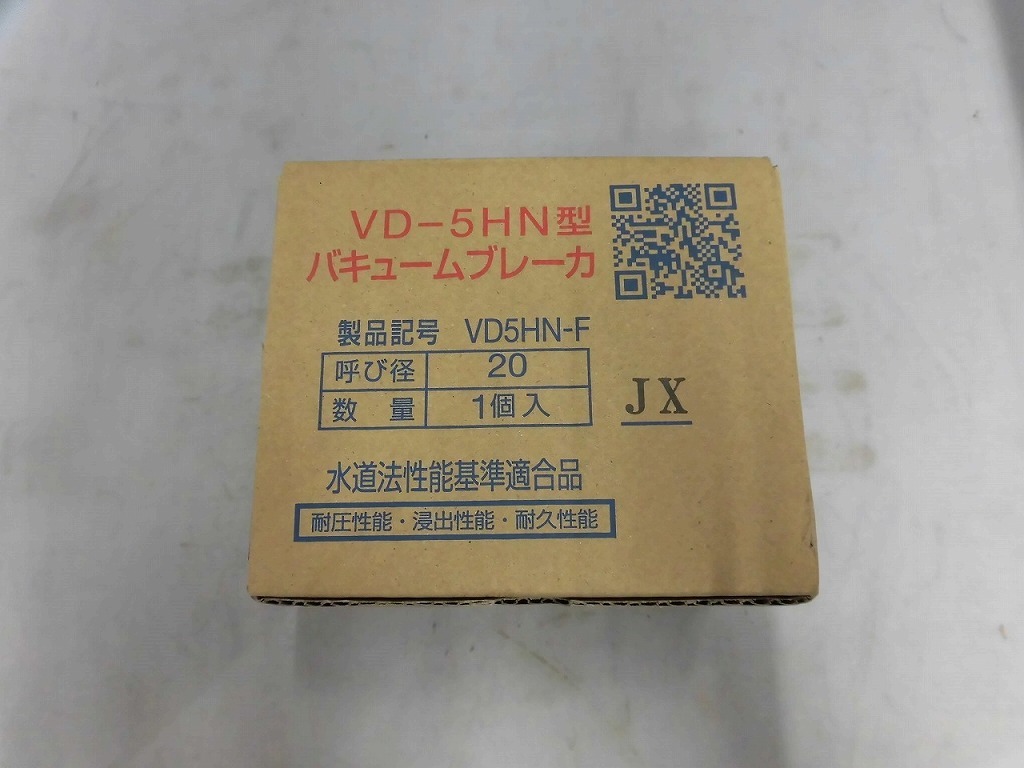 VD-5HN型
バキュームブレーカ
製品記号 VD5HN-F
呼び径 20
数量 1個入
JX
水道法性能基準適合品
耐圧性能・浸出性能・耐久性能